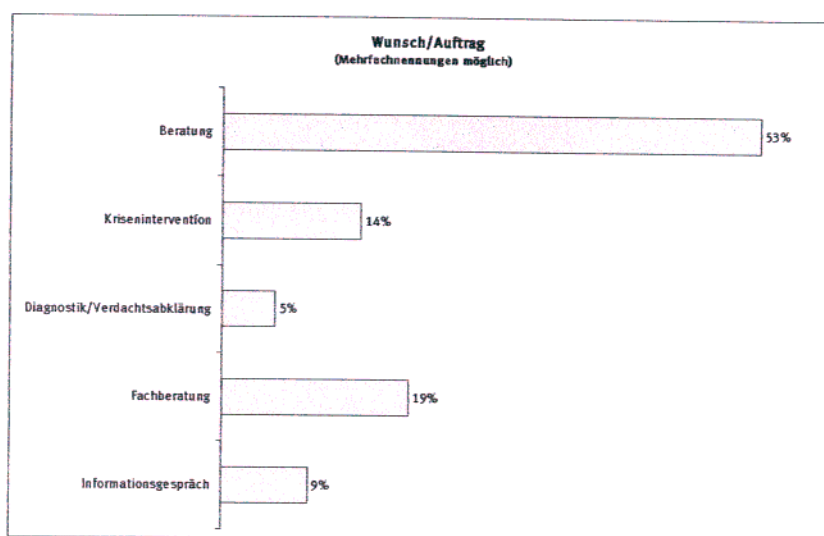 Wunsch/Auftrag
(Mehrfachnennungen möglich)
Beratung
53%
Krisenintervention
14%
Diagnostik/Verdachtsabklärung
5%
Fachberatung
19%
Informationsgespräch
9%